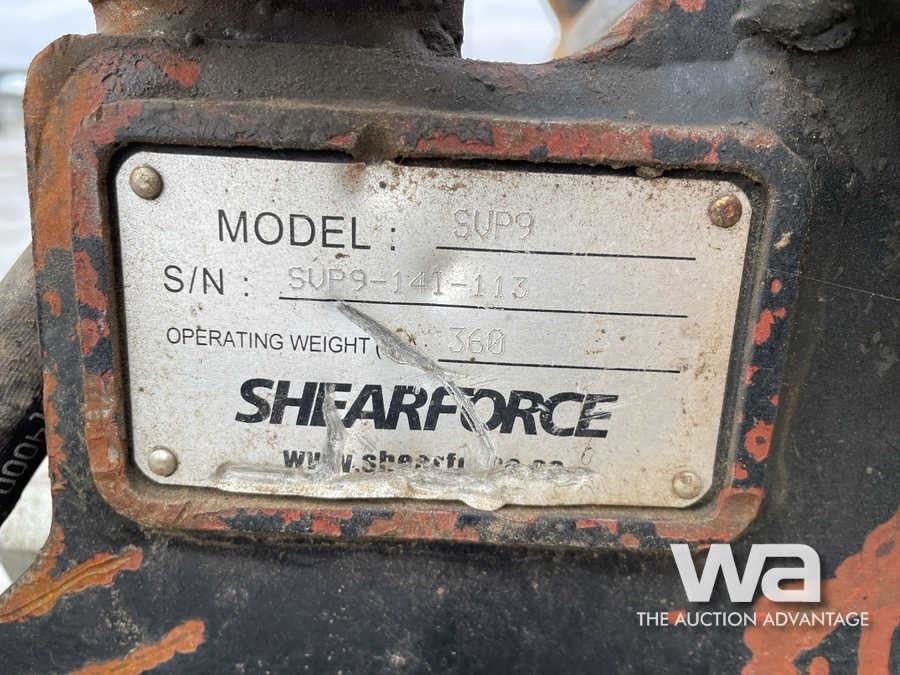 MODEL : SVP9
S/N : SVP9-141-113
OPERATING WEIGHT ( : 360
SHEARFORCE
wa
THE AUCTION ADVANTAGE